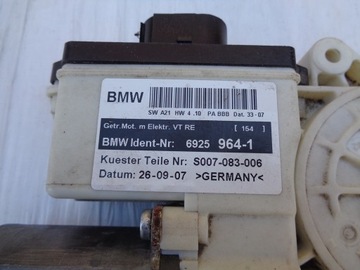 BMW
SW A21 HW 4.10 PA BBB Dat. 33-07
Getr.Mot. m Elektr. VT RE [ 154 ]
BMW Ident-Nr: 6925 964-1
Kuester Teile Nr: S007-083-006
Datum: 26-09-07 >GERMANY<